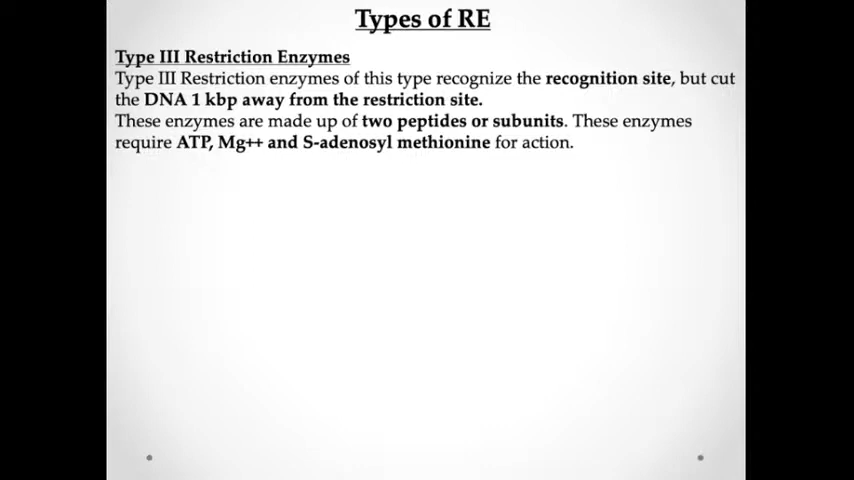 Types of RE
Type III Restriction Enzymes
Type III Restriction enzymes of this type recognize the recognition site, but cut
the DNA 1 kbp away from the restriction site.
These enzymes are made up of two peptides or subunits. These enzymes
require ATP, Mg++ and S-adenosyl methionine for action.